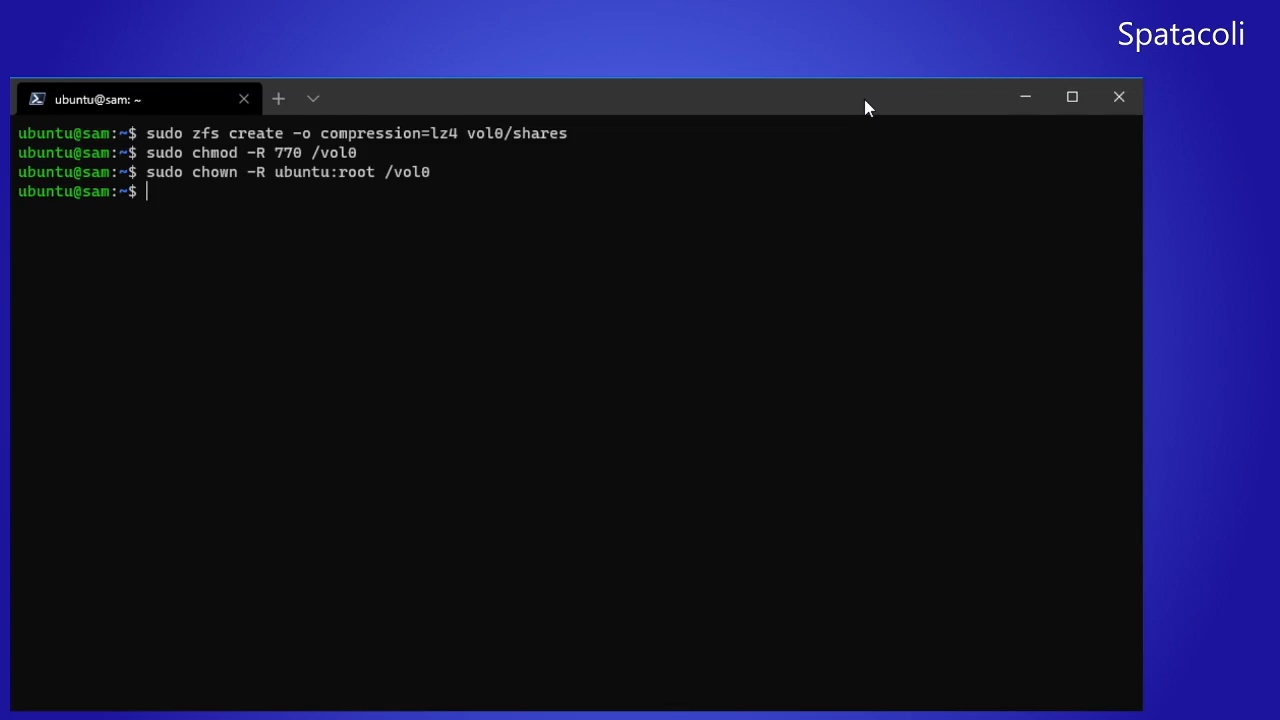 Spatacoli
ubuntu@sam: ~
ubuntu@sam:~$ sudo zfs create -o compression=lz4 vol0/shares
ubuntu@sam:~$ sudo chmod -R 770 /vol0
ubuntu@sam:~$ sudo chown -R ubuntu:root /vol0
ubuntu@sam:~$